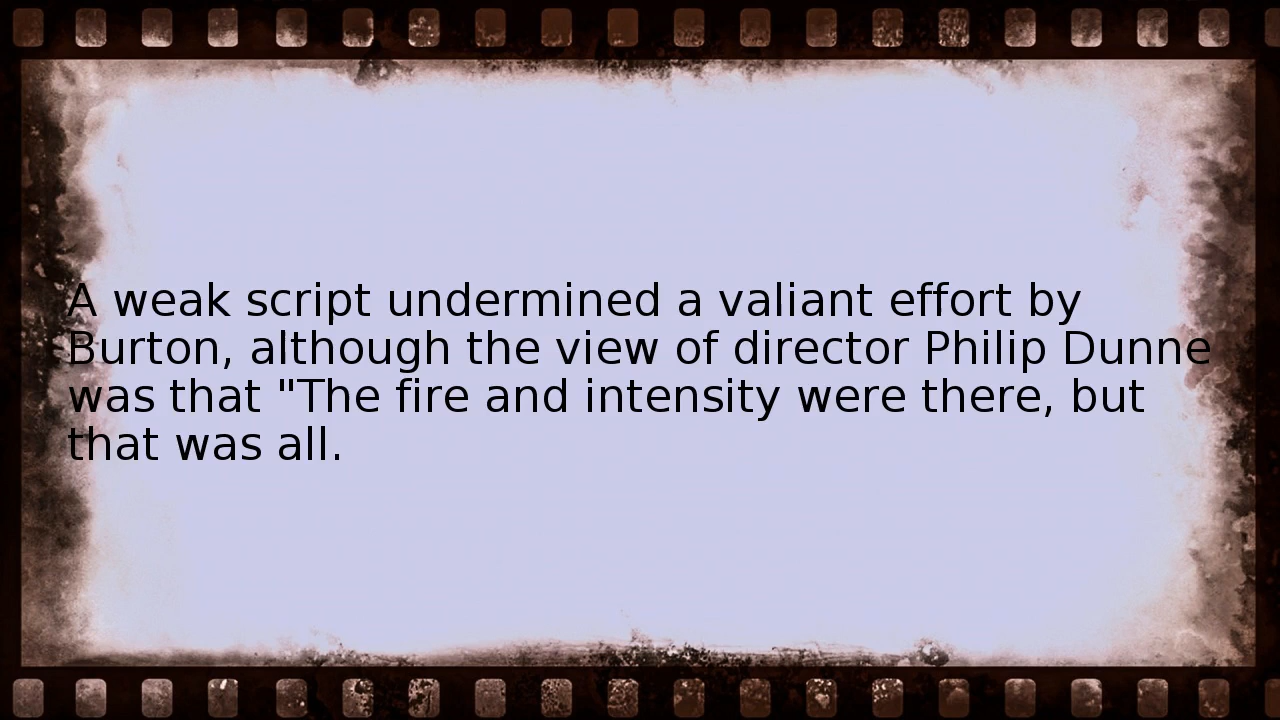 A weak script undermined a valiant effort by
Burton, although the view of director Philip Dunne
was that "The fire and intensity were there, but
that was all.